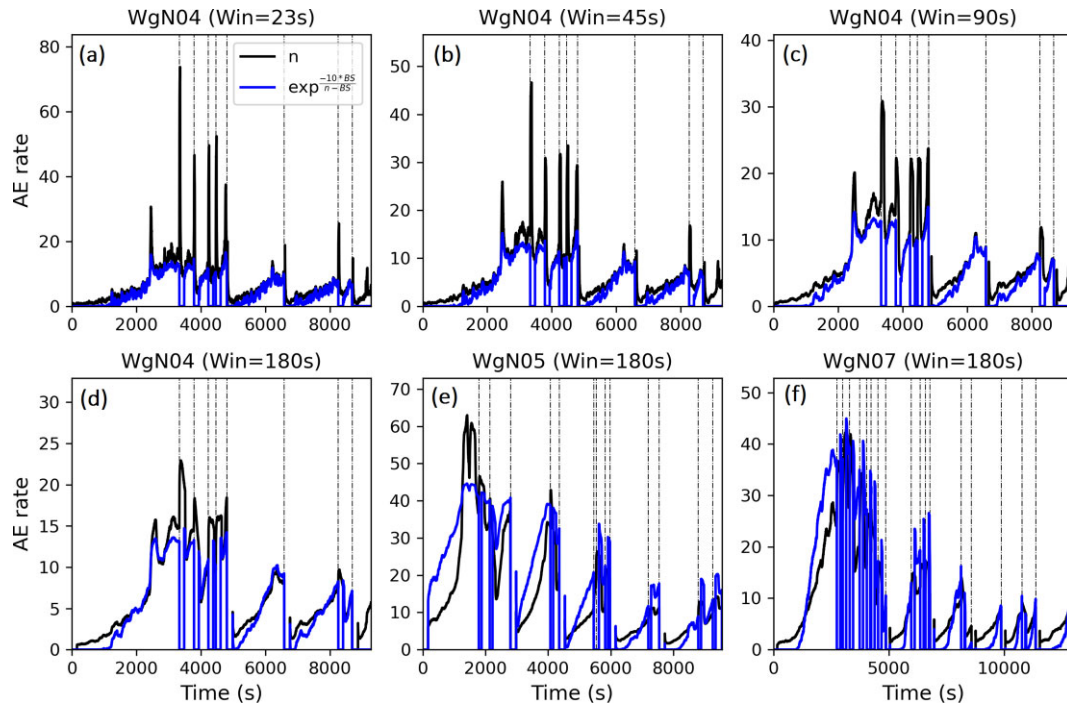 WgN04 (Win=23s) WgN04 (Win=45s) WgN04 (Win=90s)
(a) (b) (c)
n
exp −10*BS / n−BS
AE rate
80
70
60
50
40
30
20
10
0
50
40
30
20
10
0
40
30
20
10
0
0 2000 4000 6000 8000
0 2000 4000 6000 8000
0 2000 4000 6000 8000
WgN04 (Win=180s) WgN05 (Win=180s) WgN07 (Win=180s)
(d) (e) (f)
AE rate
30
25
20
15
10
5
0
70
60
50
40
30
20
10
0
50
40
30
20
10
0
0 2000 4000 6000 8000
0 2000 4000 6000 8000
0 5000 10000
Time (s) Time (s) Time (s)